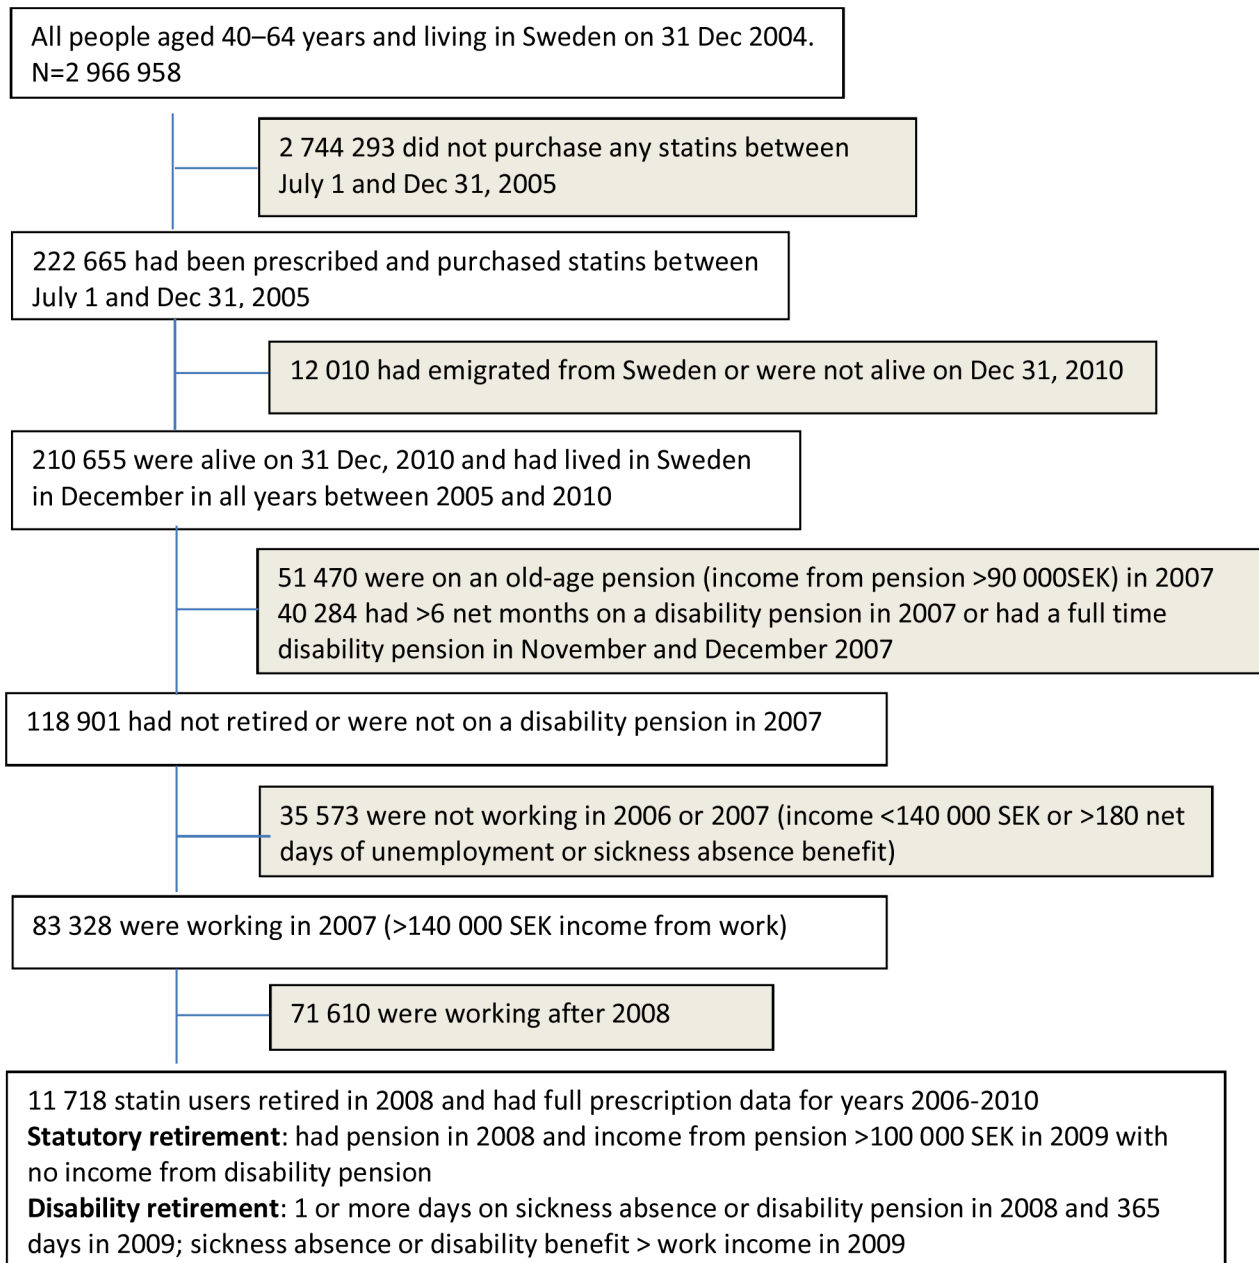 All people aged 40–64 years and living in Sweden on 31 Dec 2004.
N=2 966 958
2 744 293 did not purchase any statins between
July 1 and Dec 31, 2005
222 665 had been prescribed and purchased statins between
July 1 and Dec 31, 2005
12 010 had emigrated from Sweden or were not alive on Dec 31, 2010
210 655 were alive on 31 Dec, 2010 and had lived in Sweden
in December in all years between 2005 and 2010
51 470 were on an old-age pension (income from pension >90 000SEK) in 2007
40 284 had >6 net months on a disability pension in 2007 or had a full time
disability pension in November and December 2007
118 901 had not retired or were not on a disability pension in 2007
35 573 were not working in 2006 or 2007 (income <140 000 SEK or >180 net
days of unemployment or sickness absence benefit)
83 328 were working in 2007 (>140 000 SEK income from work)
71 610 were working after 2008
11 718 statin users retired in 2008 and had full prescription data for years 2006-2010
Statutory retirement: had pension in 2008 and income from pension >100 000 SEK in 2009 with
no income from disability pension
Disability retirement: 1 or more days on sickness absence or disability pension in 2008 and 365
days in 2009; sickness absence or disability benefit > work income in 2009